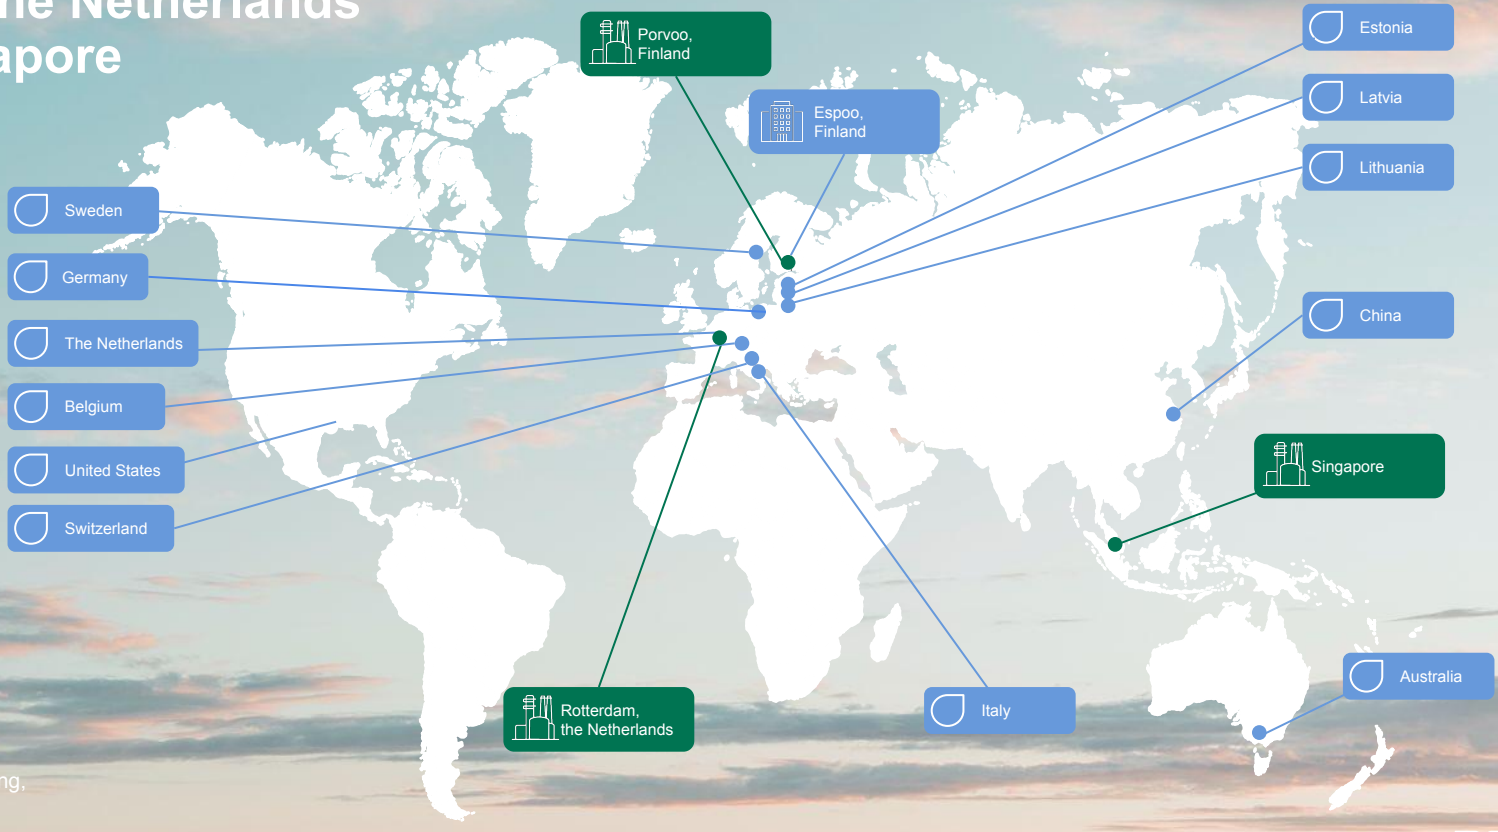 Netherlands
Porvoo,
Finland
Espoo,
Finland
Estonia
Latvia
Lithuania
Sweden
Germany
The Netherlands
Belgium
United States
Switzerland
China
Singapore
Rotterdam,
the Netherlands
Italy
Australia